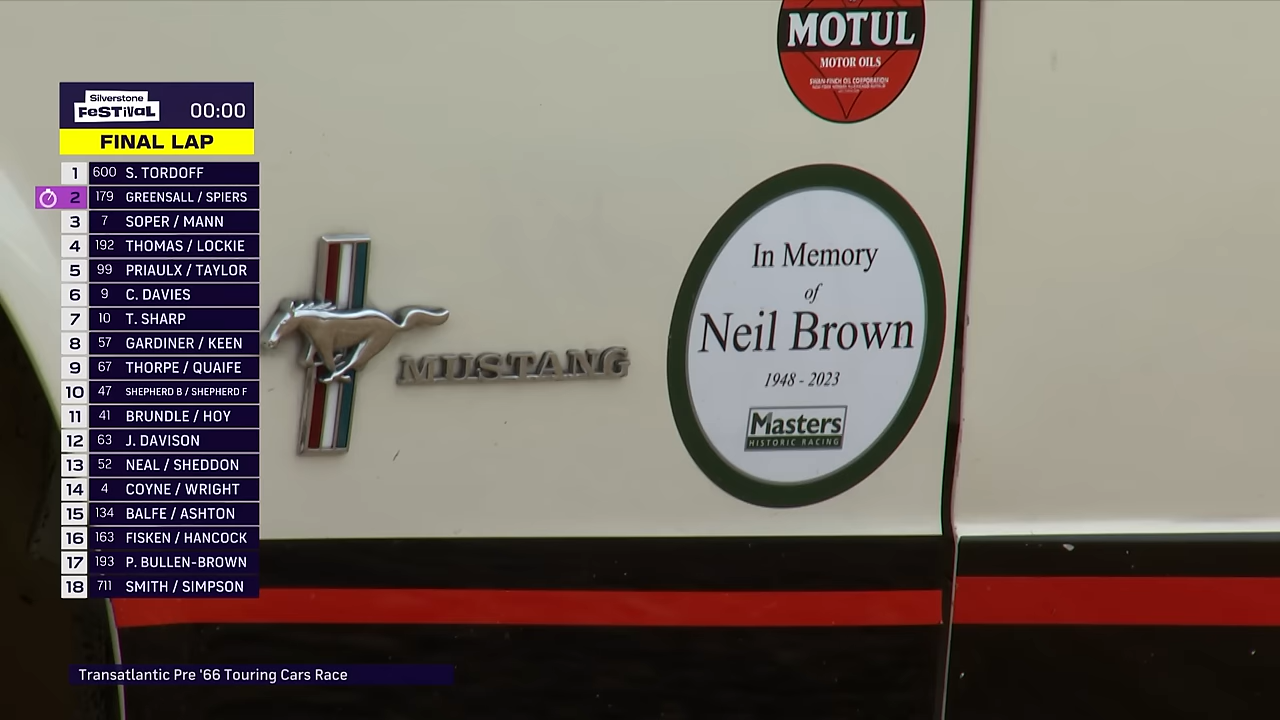 MOTUL
MOTOR OILS
SWAN-FINCH OIL CORPORATION
Silverstone
FeSTiVaL
00:00
FINAL LAP
1 600 S. TORDOFF
2 179 GREENSALL / SPIERS
3 7 SOPER / MANN
4 192 THOMAS / LOCKIE
5 99 PRIAULX / TAYLOR
6 9 C. DAVIES
7 10 T. SHARP
8 57 GARDINER / KEEN
9 67 THORPE / QUAIFE
10 47 SHEPHERD B / SHEPHERD F
11 41 BRUNDLE / HOY
12 63 J. DAVISON
13 52 NEAL / SHEDDON
14 4 COYNE / WRIGHT
15 134 BALFE / ASHTON
16 163 FISKEN / HANCOCK
17 193 P. BULLEN-BROWN
18 711 SMITH / SIMPSON
MUSTANG
In Memory
of
Neil Brown
1948 - 2023
Masters
HISTORIC RACING
Transatlantic Pre '66 Touring Cars Race